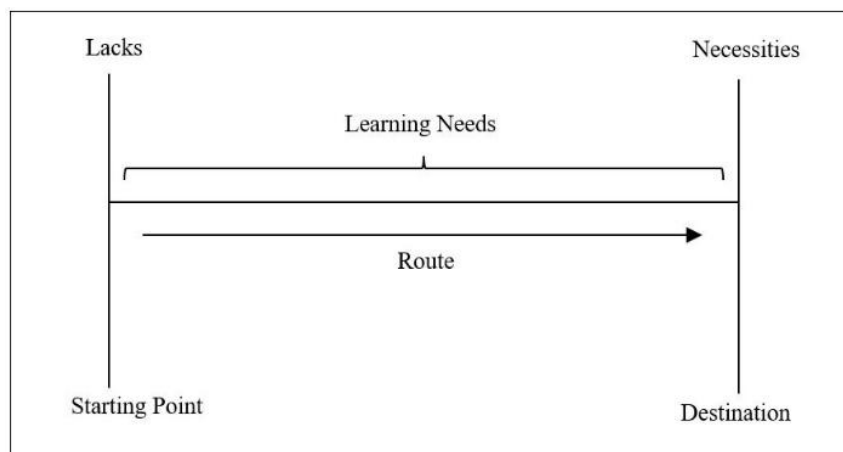 Lacks
Necessities
Learning Needs
Route
Starting Point
Destination